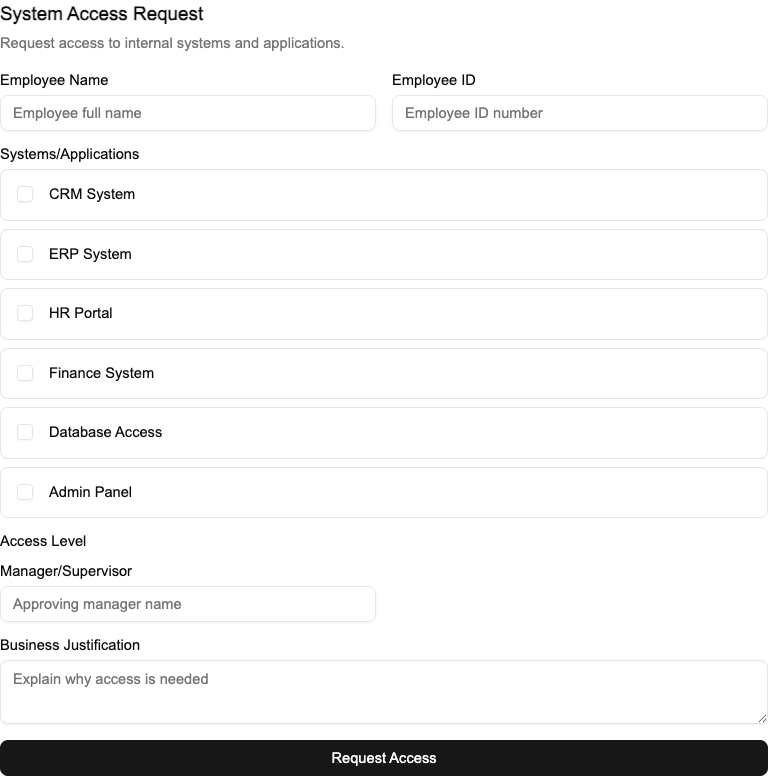 System Access Request
Request access to internal systems and applications.
Employee Name
Employee ID
Employee full name
Employee ID number
Systems/Applications
CRM System
ERP System
HR Portal
Finance System
Database Access
Admin Panel
Access Level
Manager/Supervisor
Approving manager name
Business Justification
Explain why access is needed
Request Access